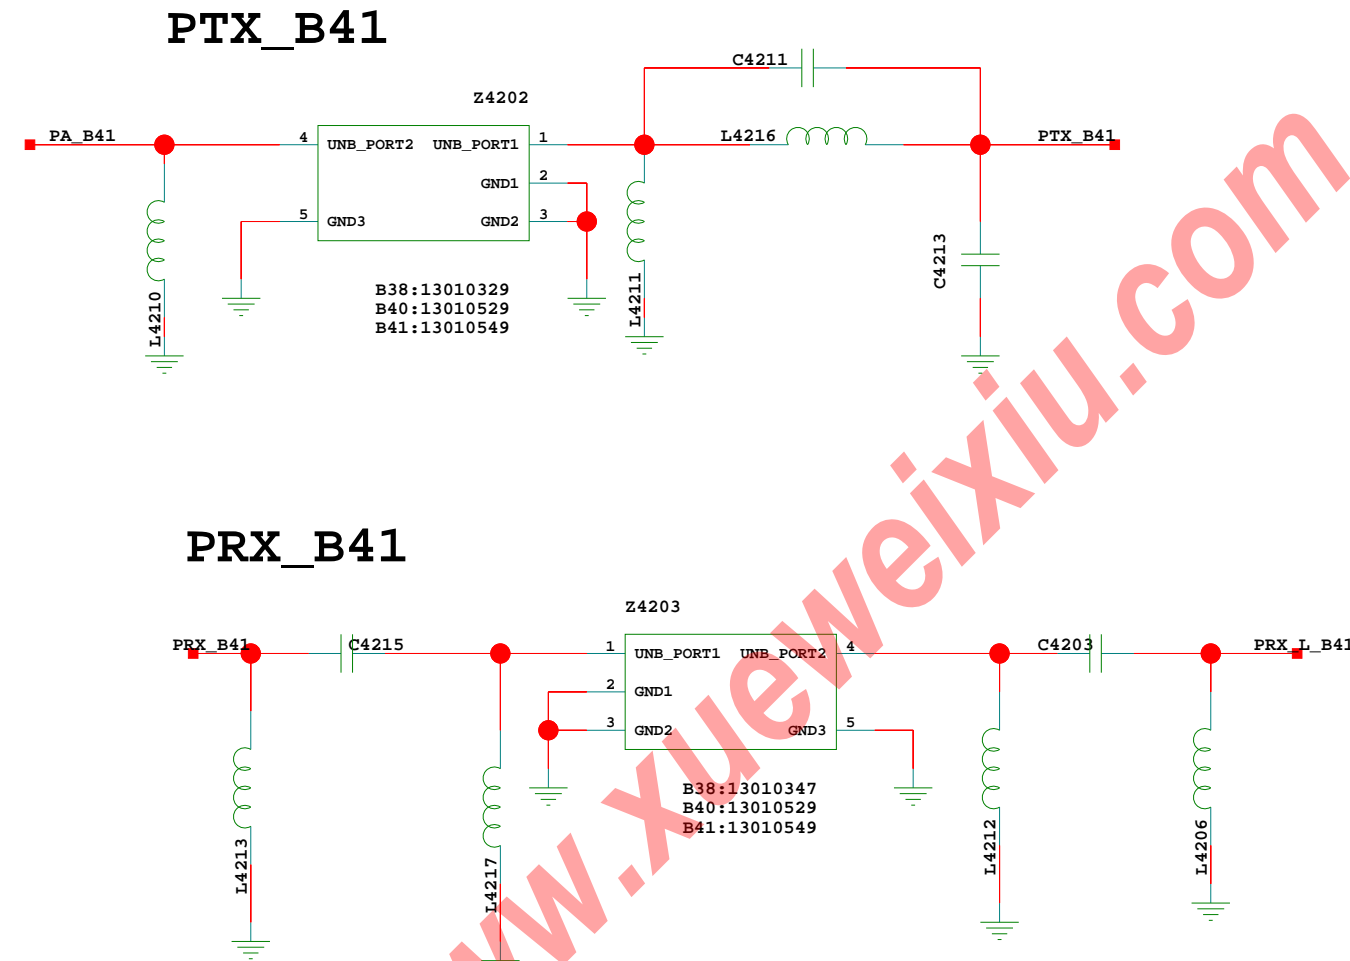 PTX_B41
C4211
Z4202
PA_B41
4
UNB_PORT2
UNB_PORT1
1
L4216
PTX_B41
GND1
2
5
GND3
GND2
3
C4213
L4210
L4211
B38:13010329
B40:13010529
B41:13010549
PRX_B41
Z4203
PRX_B41
C4215
1
UNB_PORT1
UNB_PORT2
4
C4203
PRX_L_B41
2
GND1
3
GND2
GND3
5
B38:13010347
B40:13010529
B41:13010549
L4213
L4217
L4212
L4206
w.xueweixiu.com